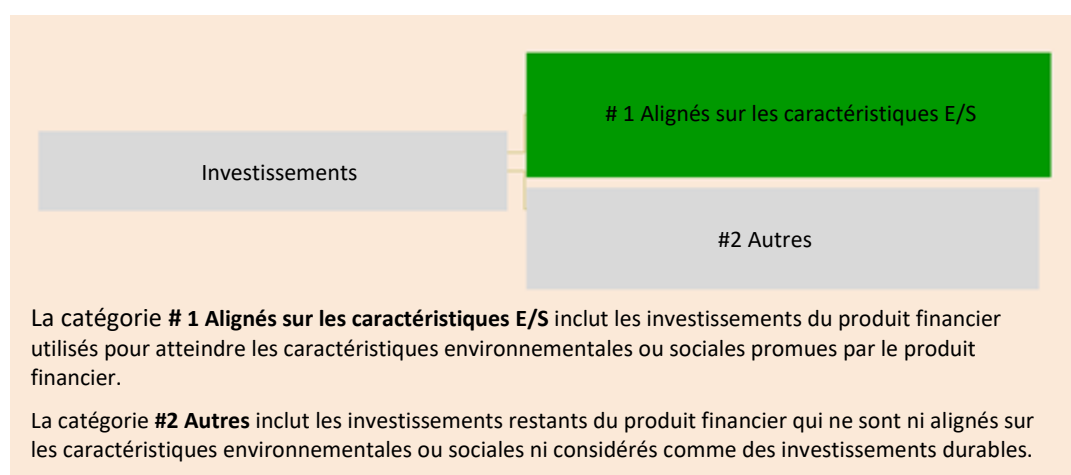 # 1 Alignés sur les caractéristiques E/S
Investissements
#2 Autres
La catégorie # 1 Alignés sur les caractéristiques E/S inclut les investissements du produit financier
utilisés pour atteindre les caractéristiques environnementales ou sociales promues par le produit
financier.
La catégorie #2 Autres inclut les investissements restants du produit financier qui ne sont ni alignés sur
les caractéristiques environnementales ou sociales ni considérés comme des investissements durables.